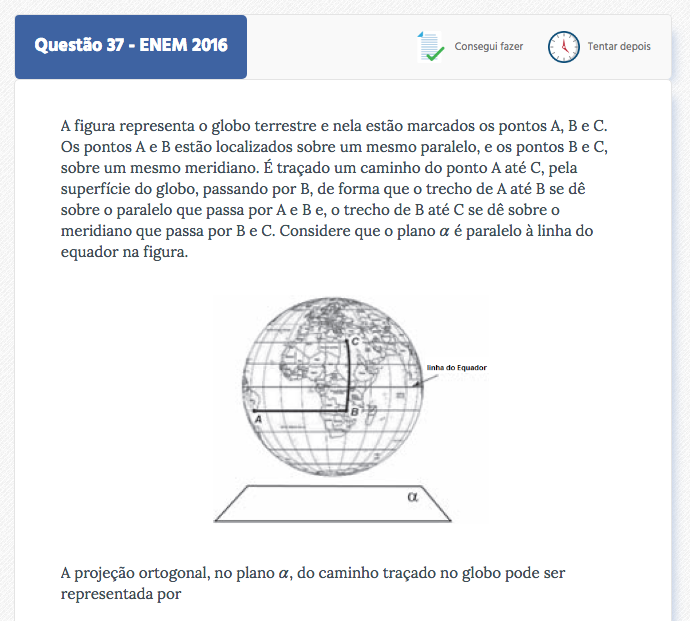 Questão 37 - ENEM 2016
Consegui fazer
Tentar depois
A figura representa o globo terrestre e nela estão marcados os pontos A, B e C.
Os pontos A e B estão localizados sobre um mesmo paralelo, e os pontos B e C,
sobre um mesmo meridiano. É traçado um caminho do ponto A até C, pela
superfície do globo, passando por B, de forma que o trecho de A até B se dê
sobre o paralelo que passa por A e B e, o trecho de B até C se dê sobre o
meridiano que passa por B e C. Considere que o plano α é paralelo à linha do
equador na figura.
C
linha do Equador
A
B
α
A projeção ortogonal, no plano α, do caminho traçado no globo pode ser
representada por